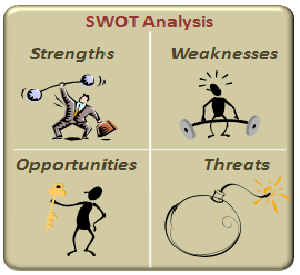 SWOT Analysis
Strengths
Weaknesses
Opportunities
Threats